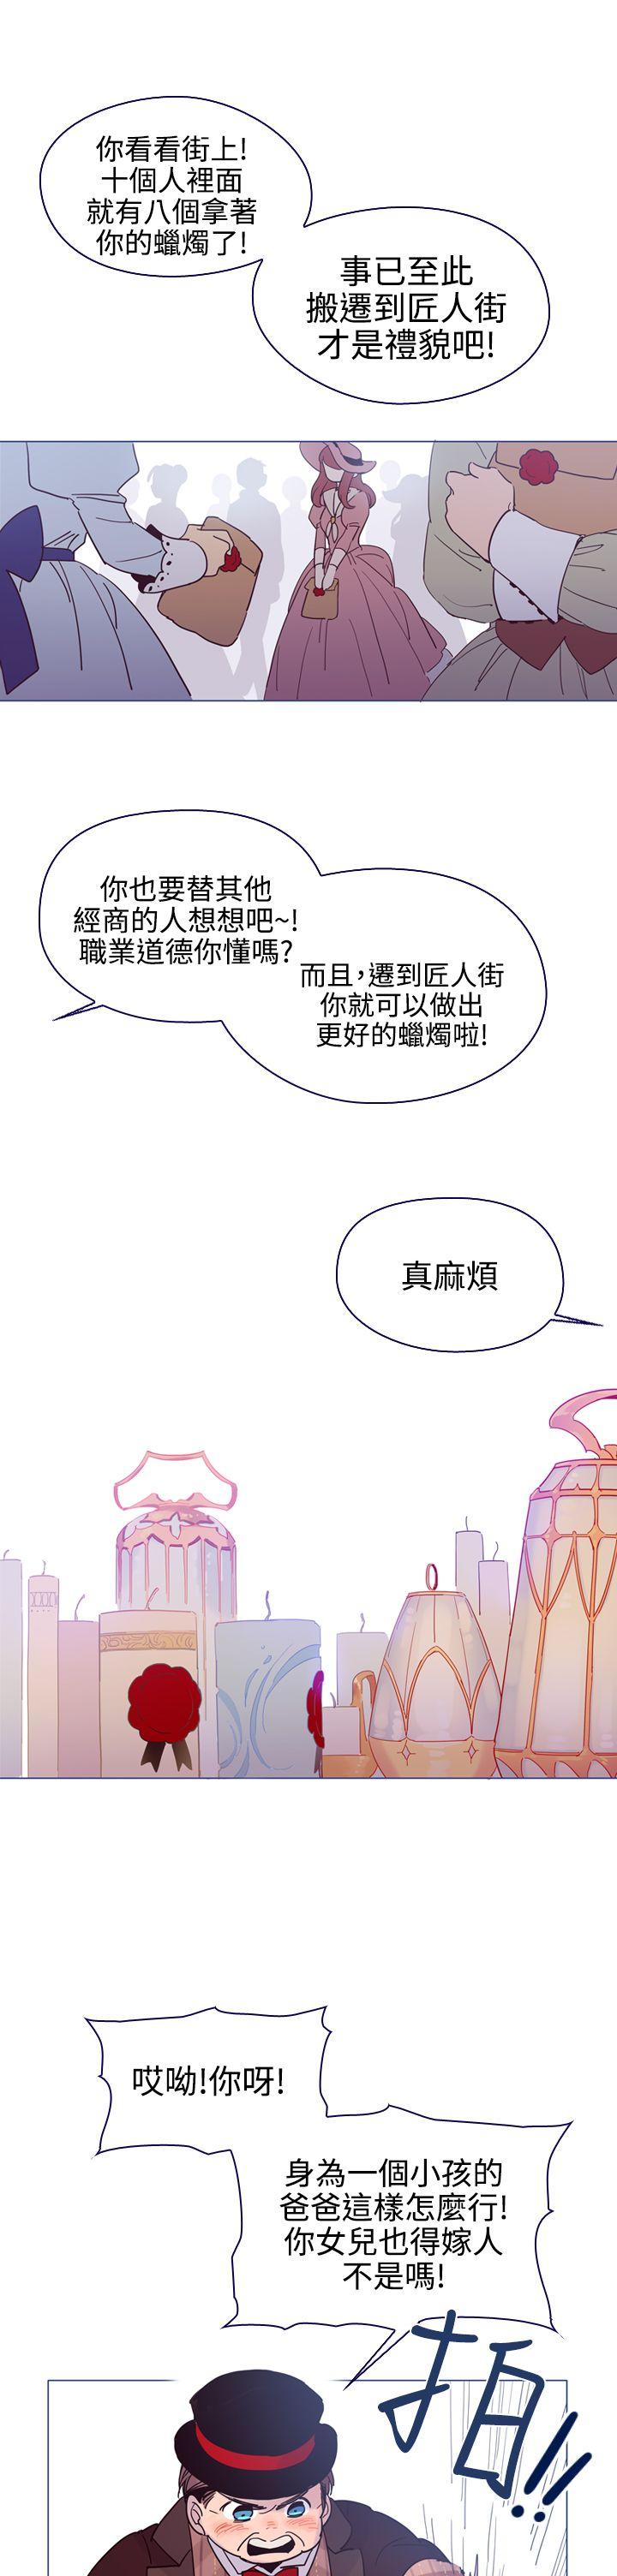 你看看街上!
十個人裡面
就有八個拿著
你的蠟燭了!
事已至此
搬遷到匠人街
才是禮貌吧!
你也要替其他
經商的人想想吧~!
職業道德你懂嗎?
而且，遷到匠人街
你就可以做出
更好的蠟燭啦!
真麻煩
哎呦!你呀!
身為一個小孩的
爸爸這樣怎麼行!
你女兒也得嫁人
不是嗎!
拍!!